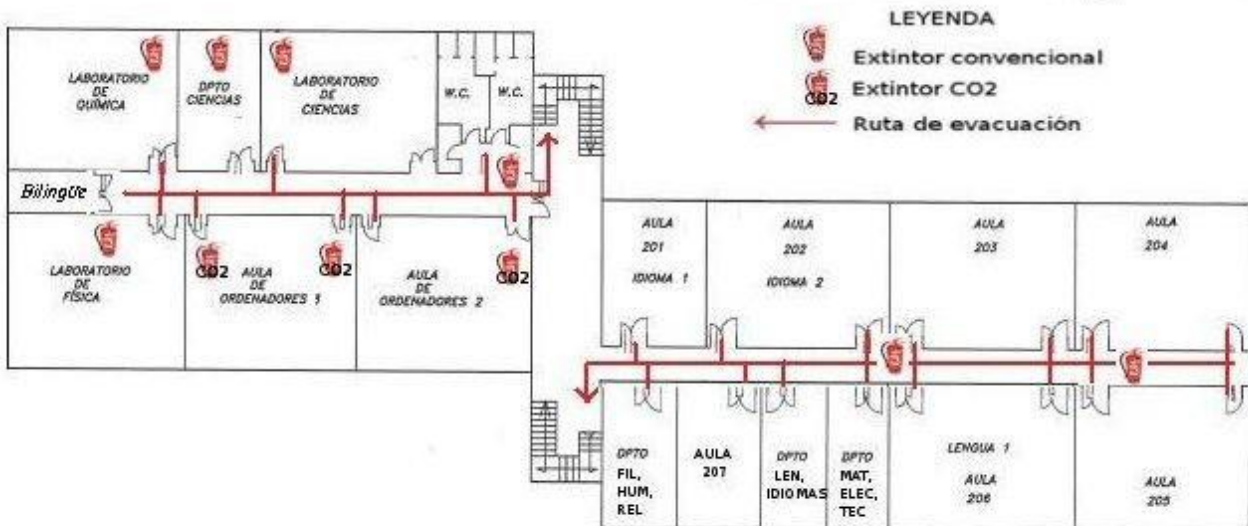 LEYENDA
Extintor convencional
Extintor CO2
CO2
Ruta de evacuación
LABORATORIO
DE
QUÍMICA
DPTO
CIENCIAS
LABORATORIO
DE
CIENCIAS
W.C.
W.C.
Bilingüe
LABORATORIO
DE
FÍSICA
CO2
CO2
AULA
DE
ORDENADORES 1
CO2
AULA
DE
ORDENADORES 2
AULA
201
IDIOMA 1
AULA
202
IDIOMA 2
AULA
203
AULA
204
DPTO
FIL,
HUM,
REL
AULA
207
DPTO
LEN,
IDIOMAS
DPTO
MAT,
ELEC,
TEC
LENGUA 1
AULA
206
AULA
205